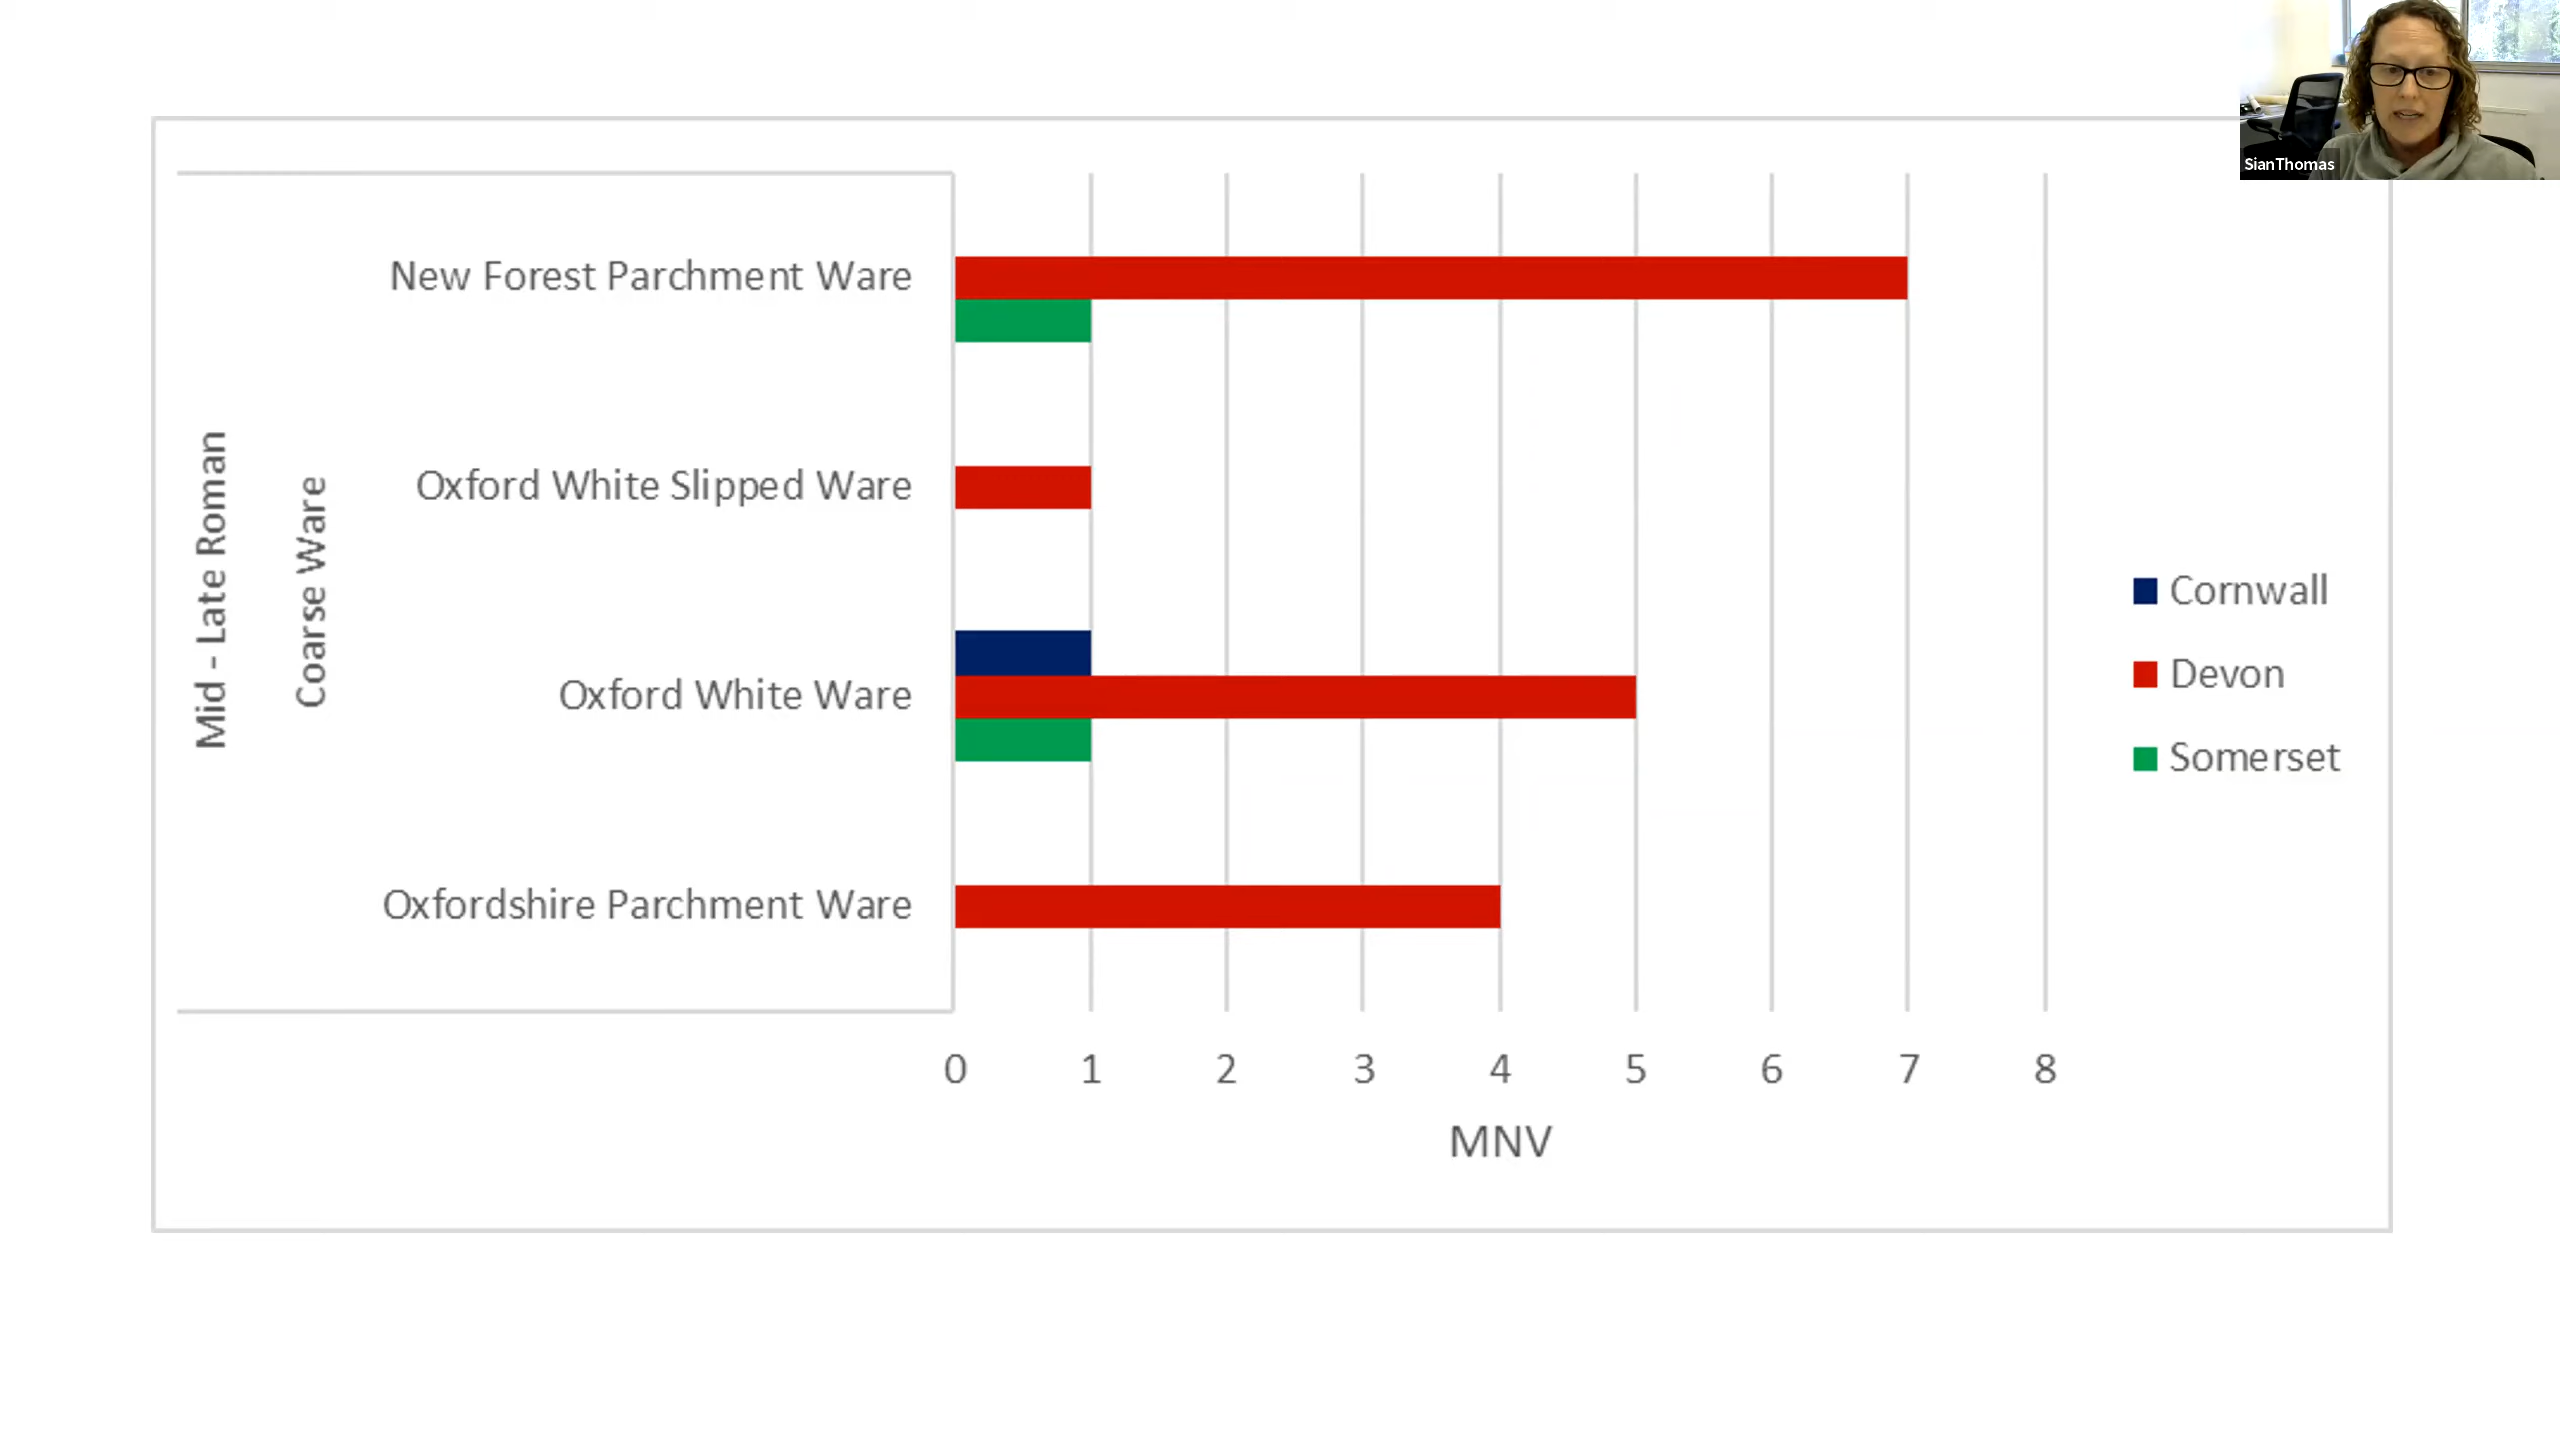 SianThomas
Mid - Late Roman
Coarse Ware
New Forest Parchment Ware
Oxford White Slipped Ware
Oxford White Ware
Oxfordshire Parchment Ware
Cornwall
Devon
Somerset
0 1 2 3 4 5 6 7 8
MNV